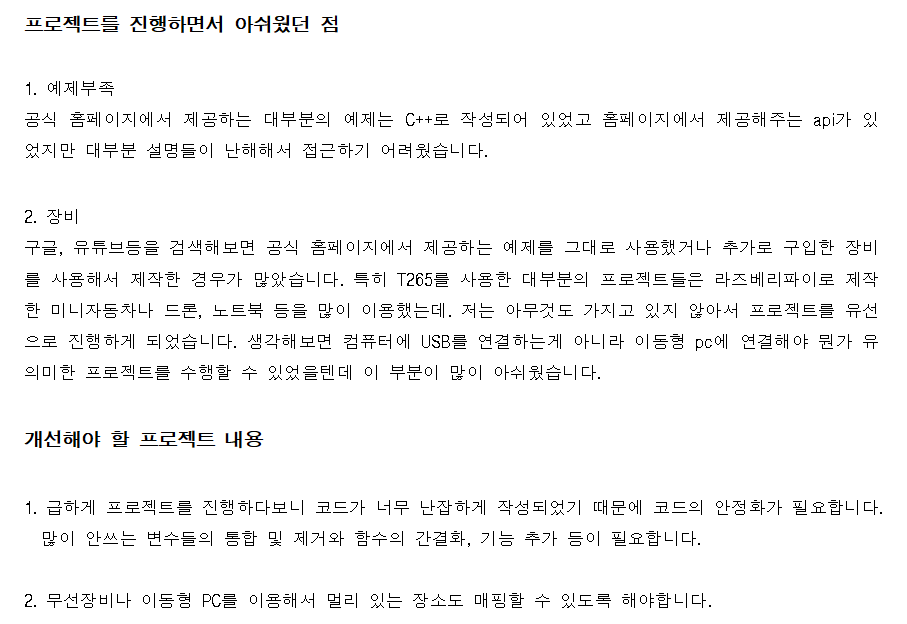 프로젝트를 진행하면서 아쉬웠던 점
1. 예제부족
공식 홈페이지에서 제공하는 대부분의 예제는 C++로 작성되어 있었고 홈페이지에서 제공해주는 api가 있
었지만 대부분 설명들이 난해해서 접근하기 어려웠습니다.
2. 장비
구글, 유튜브등을 검색해보면 공식 홈페이지에서 제공하는 예제를 그대로 사용했거나 추가로 구입한 장비
를 사용해서 제작한 경우가 많았습니다. 특히 T265를 사용한 대부분의 프로젝트들은 라즈베리파이로 제작
한 미니자동차나 드론, 노트북 등을 많이 이용했는데. 저는 아무것도 가지고 있지 않아서 프로젝트를 유선
으로 진행하게 되었습니다. 생각해보면 컴퓨터에 USB를 연결하는게 아니라 이동형 pc에 연결해야 뭔가 유
의미한 프로젝트를 수행할 수 있었을텐데 이 부분이 많이 아쉬웠습니다.
개선해야 할 프로젝트 내용
1. 급하게 프로젝트를 진행하다보니 코드가 너무 난잡하게 작성되었기 때문에 코드의 안정화가 필요합니다.
많이 안쓰는 변수들의 통합 및 제거와 함수의 간결화, 기능 추가 등이 필요합니다.
2. 무선장비나 이동형 PC를 이용해서 멀리 있는 장소도 매핑할 수 있도록 해야합니다.